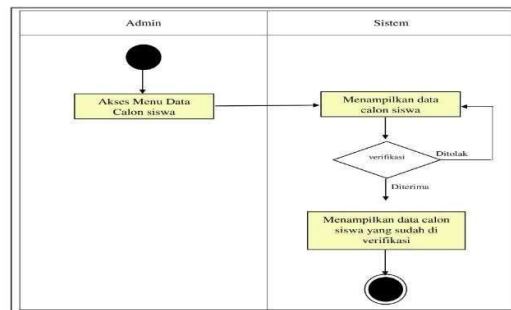 Admin
Sistem
Akses Menu Data
Calon siswa
Menampilkan data
calon siswa
verifikasi
Ditolak
Diterima
Menampilkan data calon
siswa yang sudah di
verifikasi